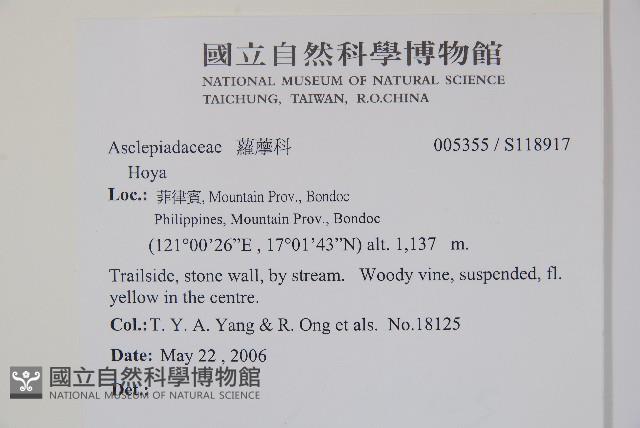 國立自然科學博物館
NATIONAL MUSEUM OF NATURAL SCIENCE
TAICHUNG, TAIWAN, R.O.CHINA
Asclepiadaceae 蘿藦科 005355 / S118917
Hoya
Loc.: 菲律賓, Mountain Prov., Bondoc
Philippines, Mountain Prov., Bondoc
(121°00’26”E , 17°01’43”N) alt. 1,137 m.
Trailside, stone wall, by stream. Woody vine, suspended, fl.
yellow in the centre.
Col.: T. Y. A. Yang & R. Ong et als. No.18125
Date: May 22 , 2006
Det.:
國立自然科學博物館
NATIONAL MUSEUM OF NATURAL SCIENCE